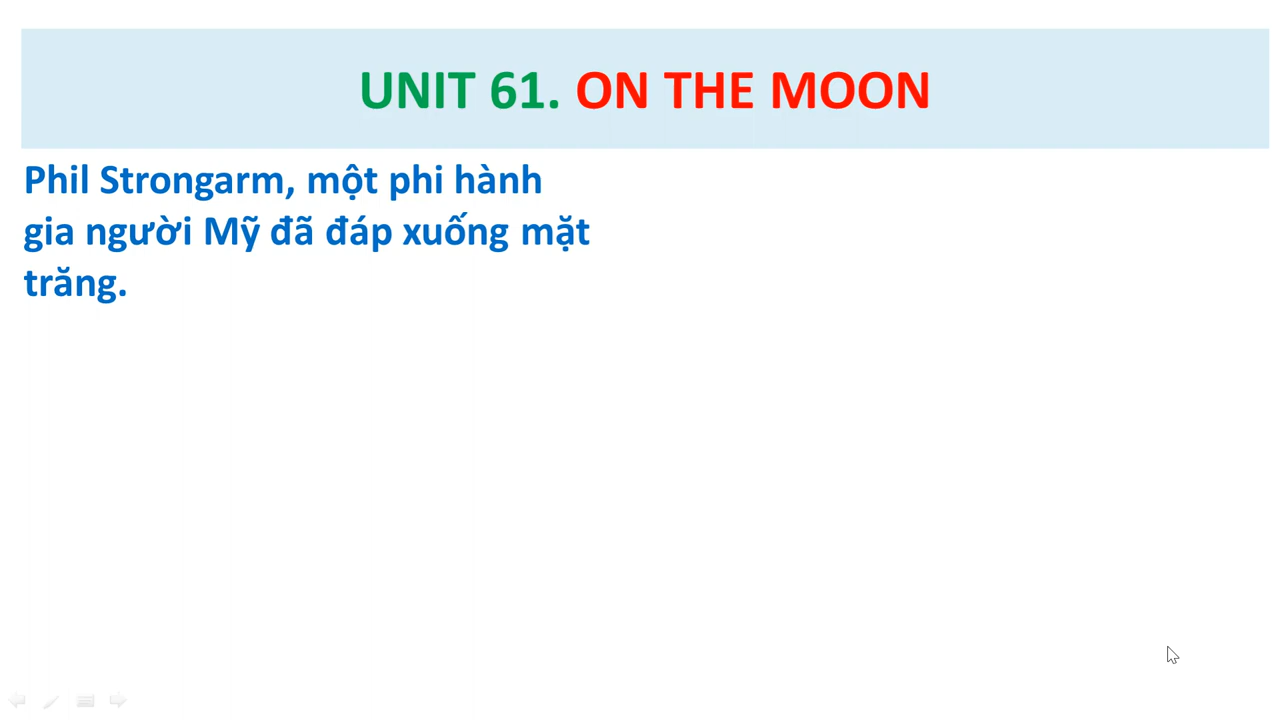 UNIT 61. ON THE MOON
Phil Strongarm, một phi hành
gia người Mỹ đã đáp xuống mặt
trăng.